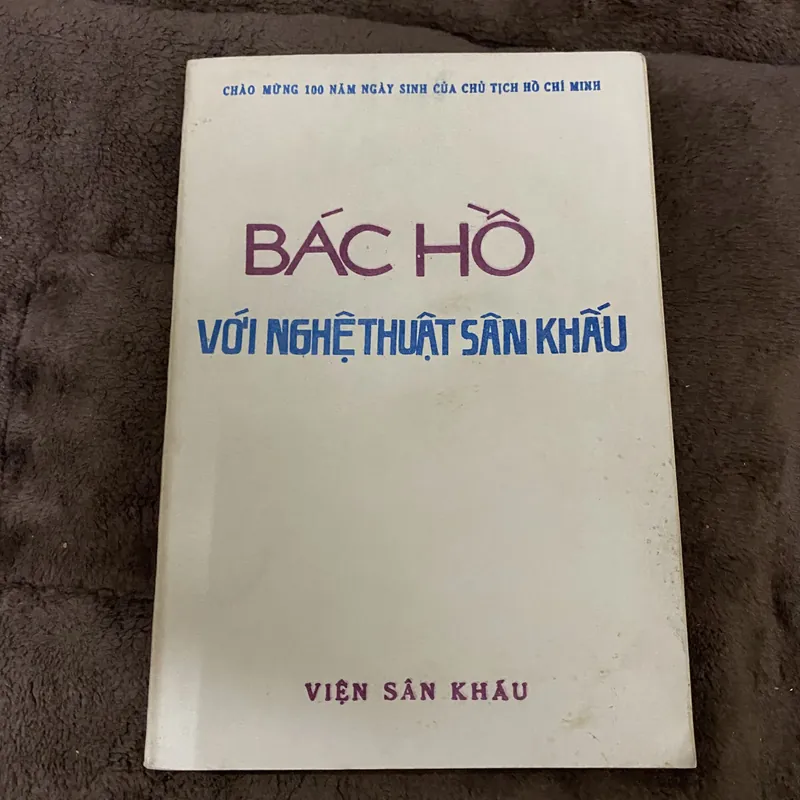 CHÀO MỪNG 100 NĂM NGÀY SINH CỦA CHỦ TỊCH HỒ CHÍ MINH
BÁC HỒ
VỚI NGHỆ THUẬT SÂN KHẤU
VIỆN SÂN KHẤU